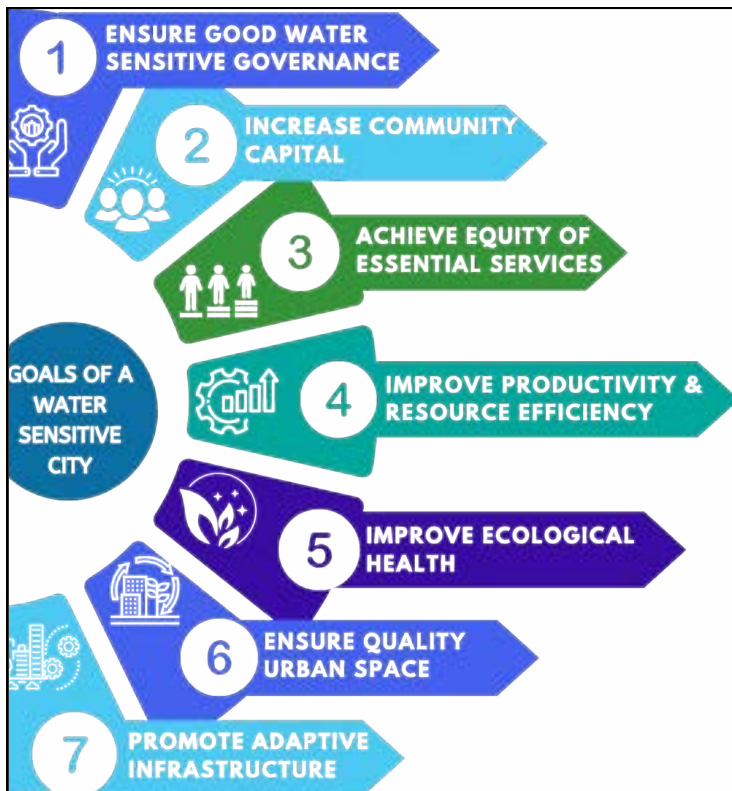 1
ENSURE GOOD WATER
SENSITIVE GOVERNANCE
2
INCREASE COMMUNITY
CAPITAL
3
ACHIEVE EQUITY OF
ESSENTIAL SERVICES
GOALS OF A
WATER
SENSITIVE
CITY
4
IMPROVE PRODUCTIVITY &
RESOURCE EFFICIENCY
5
IMPROVE ECOLOGICAL
HEALTH
6
ENSURE QUALITY
URBAN SPACE
7
PROMOTE ADAPTIVE
INFRASTRUCTURE